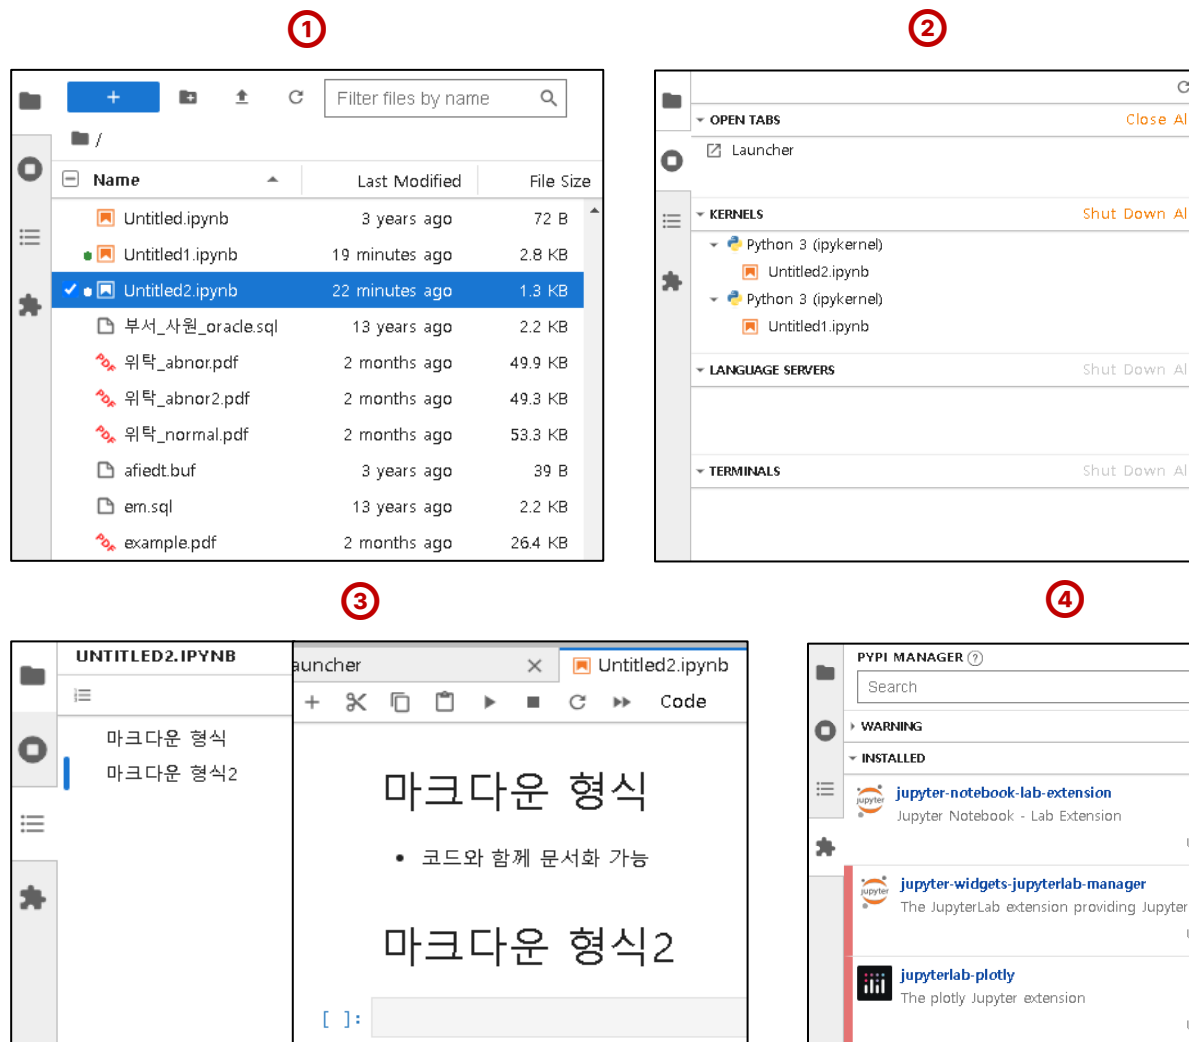 1
2
Filter files by name
/
Name Last Modified File Size
Untitled.ipynb 3 years ago 72 B
Untitled1.ipynb 19 minutes ago 2.8 KB
Untitled2.ipynb 22 minutes ago 1.3 KB
부서_사원_oracle.sql 13 years ago 2.2 KB
위탁_abnor.pdf 2 months ago 49.9 KB
위탁_abnor2.pdf 2 months ago 49.3 KB
위탁_normal.pdf 2 months ago 53.3 KB
afiedt.buf 3 years ago 39 B
em.sql 13 years ago 2.2 KB
example.pdf 2 months ago 26.4 KB
OPEN TABS Close Al
Launcher
KERNELS Shut Down Al
Python 3 (ipykernel)
Untitled2.ipynb
Python 3 (ipykernel)
Untitled1.ipynb
LANGUAGE SERVERS Shut Down Al
TERMINALS Shut Down Al
3
4
UNTITLED2.IPYNB
마크다운 형식
마크다운 형식2
auncher Untitled2.ipynb
Code
마크다운 형식
• 코드와 함께 문서화 가능
마크다운 형식2
[ ]:
PYPI MANAGER ?
Search
WARNING
INSTALLED
jupyter-notebook-lab-extension
Jupyter Notebook - Lab Extension
jupyter-widgets-jupyterlab-manager
The JupyterLab extension providing Jupyter
jupyterlab-plotly
The plotly Jupyter extension